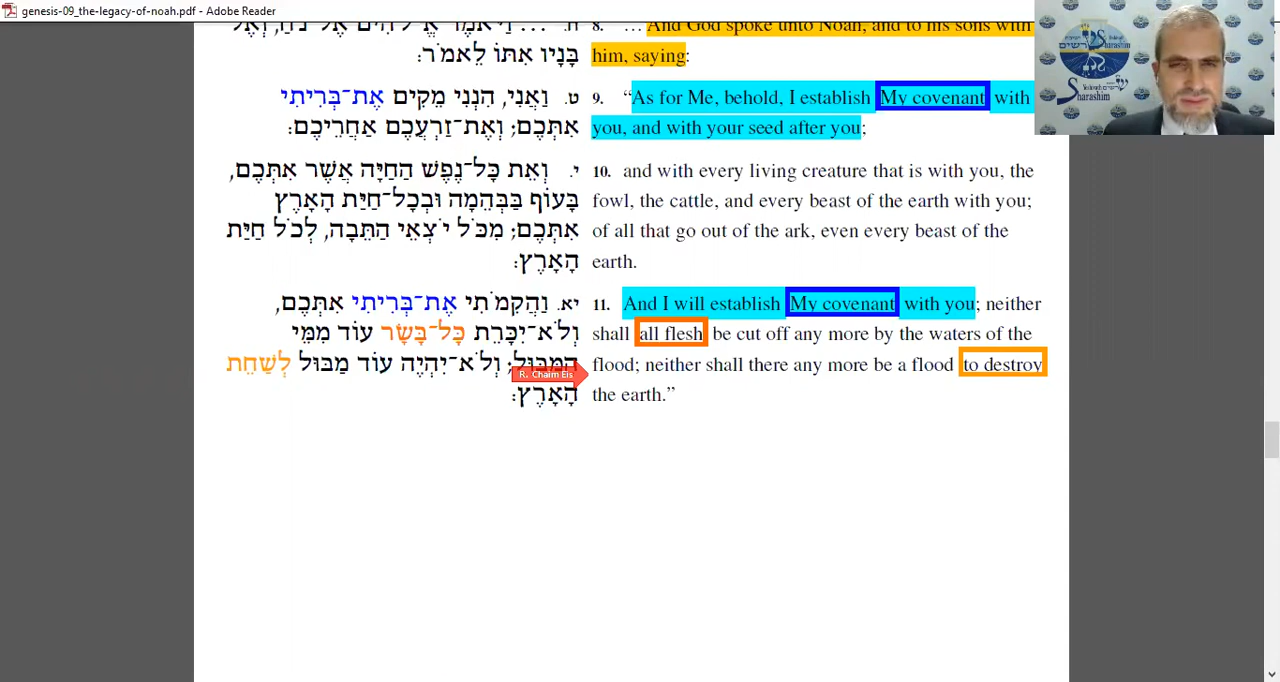 genesis-09_the-legacy-of-noah.pdf - Adobe Reader
ח. ... וַיֹּאמֶר אֱלֹהִים אֶל־נֹחַ, וְאֶל־
בָּנָיו אִתּוֹ לֵאמֹר:
8. … And God spoke unto Noah, and to his sons with
him, saying:
ט. וַאֲנִי, הִנְנִי מֵקִים אֶת־בְּרִיתִי
אִתְּכֶם; וְאֶת־זַרְעֲכֶם אַחֲרֵיכֶם:
9. “As for Me, behold, I establish My covenant with
you, and with your seed after you;
י. וְאֵת כָּל־נֶפֶשׁ הַחַיָּה אֲשֶׁר אִתְּכֶם,
בָּעוֹף בַּבְּהֵמָה וּבְכָל־חַיַּת הָאָרֶץ
אִתְּכֶם; מִכֹּל יֹצְאֵי הַתֵּבָה, לְכֹל חַיַּת
הָאָרֶץ:
10. and with every living creature that is with you, the
fowl, the cattle, and every beast of the earth with you;
of all that go out of the ark, even every beast of the
earth.
יא. וַהֲקִמֹתִי אֶת־בְּרִיתִי אִתְּכֶם,
וְלֹא־יִכָּרֵת כָּל־בָּשָׂר עוֹד מִמֵּי
הַמַּבּוּל; וְלֹא־יִהְיֶה עוֹד מַבּוּל לְשַׁחֵת
הָאָרֶץ:
11. And I will establish My covenant with you; neither
shall all flesh be cut off any more by the waters of the
flood; neither shall there any more be a flood to destroy
the earth.”
R. Chaim Eis
Sharashim